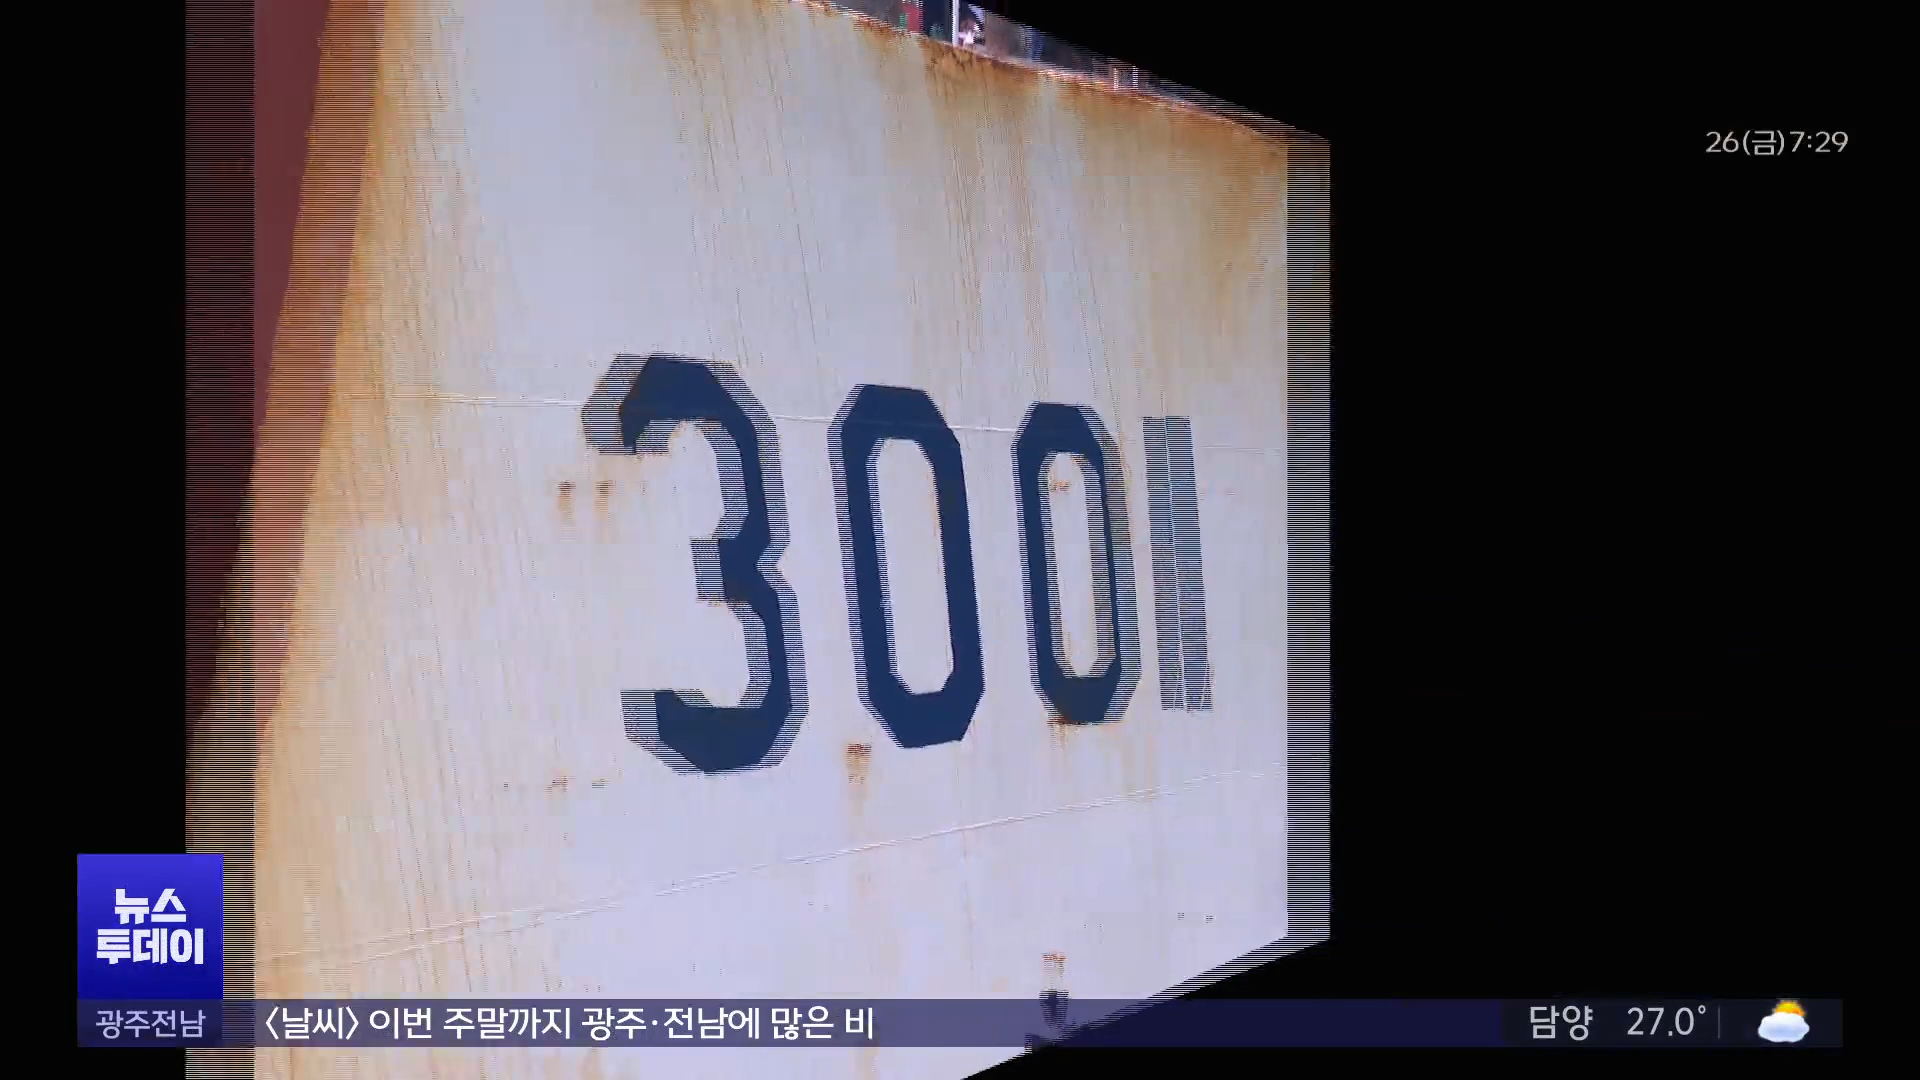 26(금)7:29
3001
뉴스
투데이
광주전남
〈날씨〉 이번 주말까지 광주·전남에 많은 비
담양 27.0°